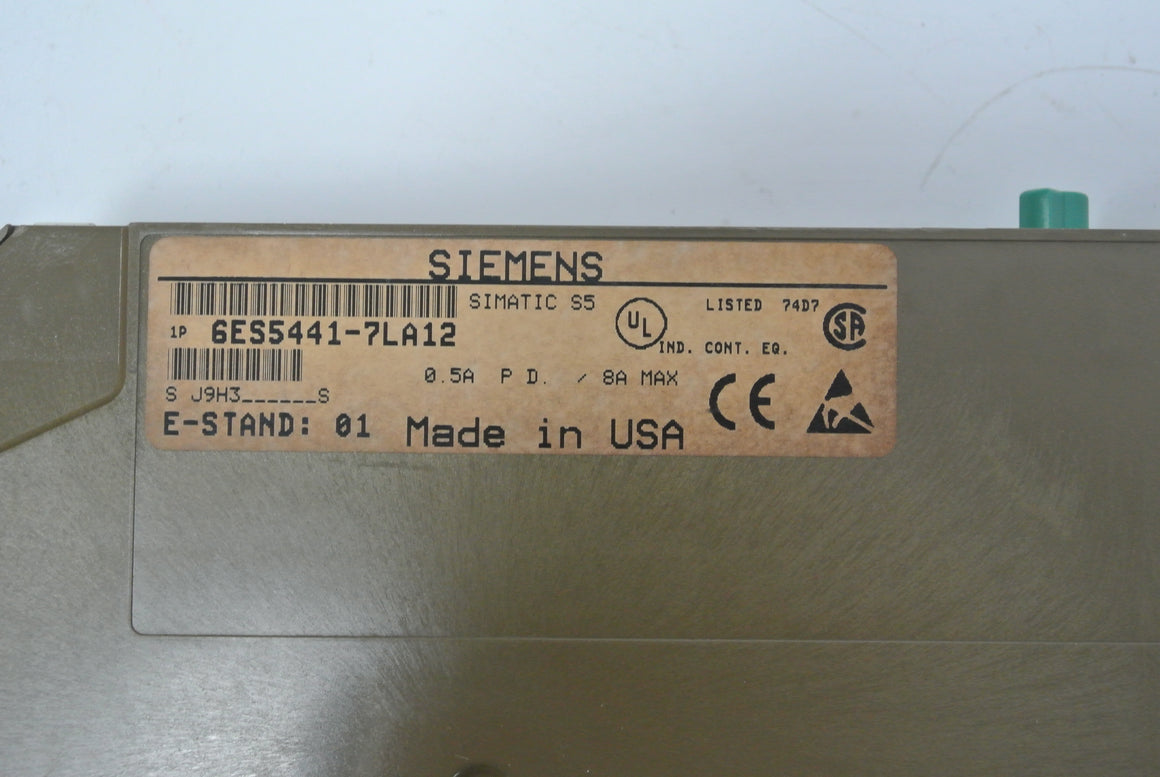 SIEMENS
SIMATIC S5
UL
LISTED 74D7
SA
1P 6ES5441-7LA12
IND. CONT. EQ.
0.5A P D. / 8A MAX
CE
S J9H3______S
E-STAND: 01
Made in USA